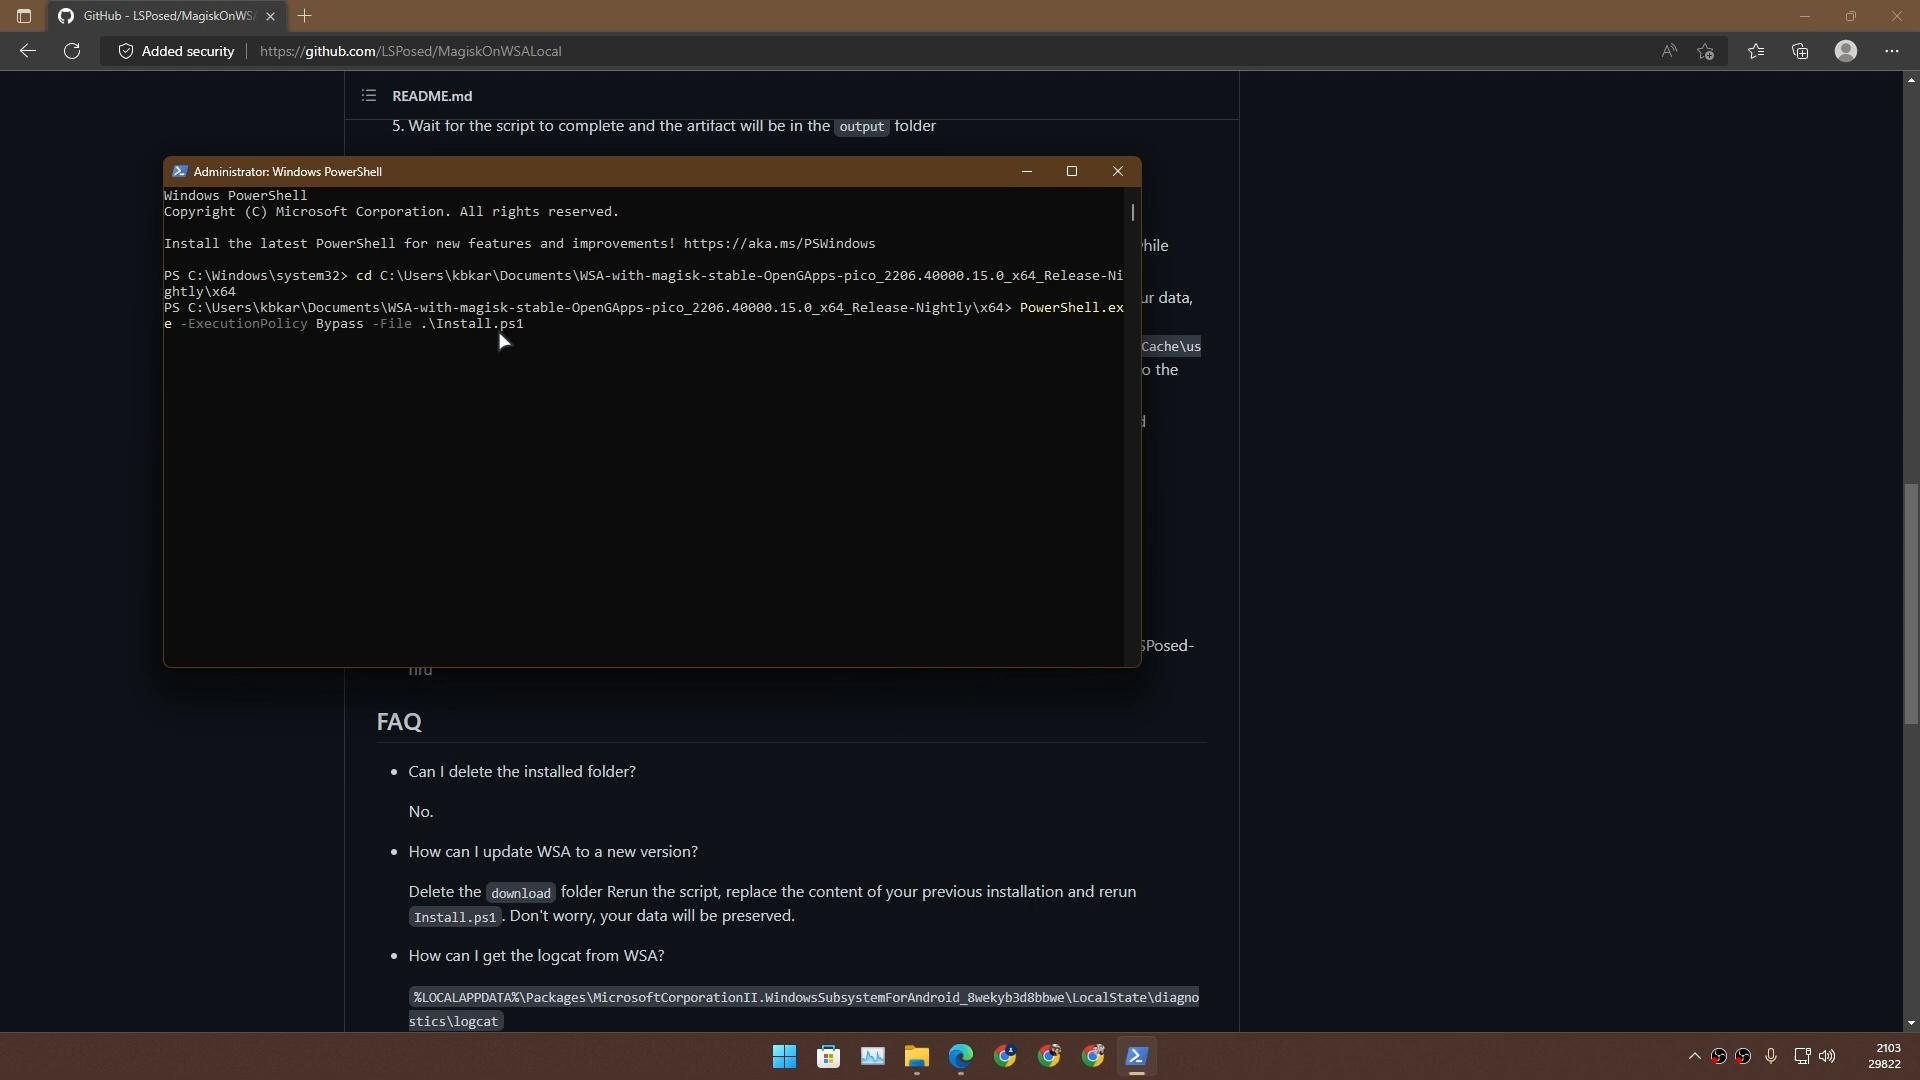 GitHub - LSPosed/MagiskOnWSA
Added security
https://github.com/LSPosed/MagiskOnWSALocal
README.md
5. Wait for the script to complete and the artifact will be in the output folder
Administrator: Windows PowerShell
Windows PowerShell
Copyright (C) Microsoft Corporation. All rights reserved.
Install the latest PowerShell for new features and improvements! https://aka.ms/PSWindows
PS C:\Windows\system32> cd C:\Users\kbkar\Documents\WSA-with-magisk-stable-OpenGApps-pico_2206.40000.15.0_x64_Release-Ni
ghtly\x64
PS C:\Users\kbkar\Documents\WSA-with-magisk-stable-OpenGApps-pico_2206.40000.15.0_x64_Release-Nightly\x64> PowerShell.ex
e -ExecutionPolicy Bypass -File .\Install.ps1
hile
ur data,
Cache\us
o the
SPosed-
FAQ
• Can I delete the installed folder?
No.
• How can I update WSA to a new version?
Delete the download folder Rerun the script, replace the content of your previous installation and rerun
Install.ps1 . Don't worry, your data will be preserved.
• How can I get the logcat from WSA?
%LOCALAPPDATA%\Packages\MicrosoftCorporationII.WindowsSubsystemForAndroid_8wekyb3d8bbwe\LocalState\diagno
stics\logcat
2103
29822